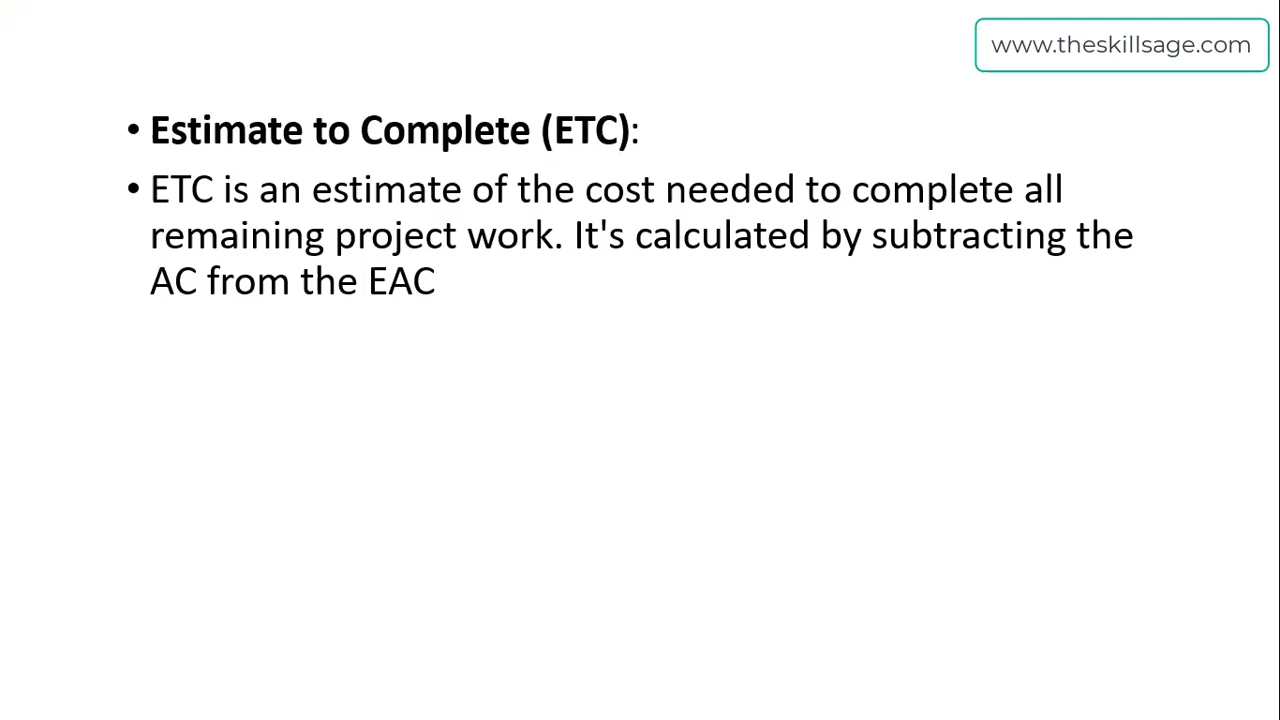 www.theskillsage.com
• Estimate to Complete (ETC):
• ETC is an estimate of the cost needed to complete all
remaining project work. It's calculated by subtracting the
AC from the EAC